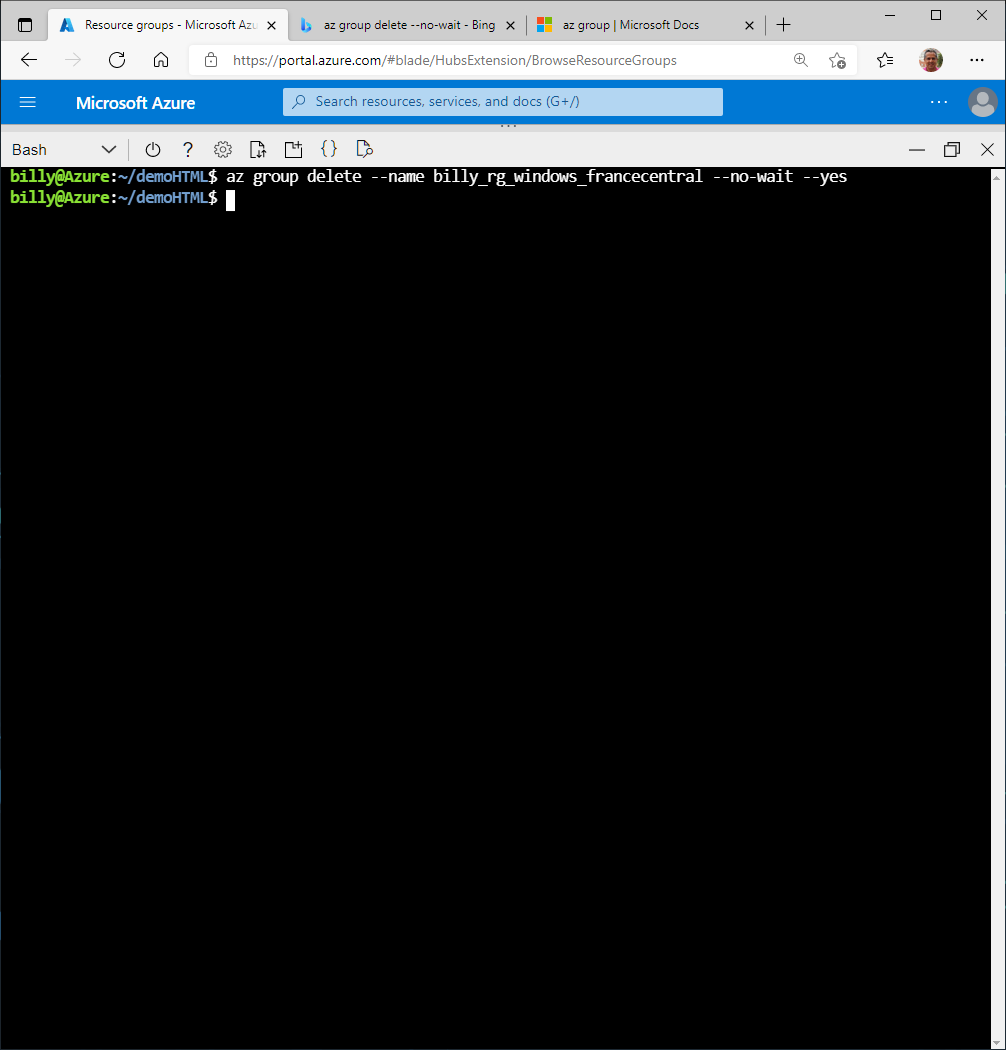 Resource groups - Microsoft Azu
az group delete --no-wait - Bing
az group | Microsoft Docs
https://portal.azure.com/#blade/HubsExtension/BrowseResourceGroups
Microsoft Azure
Search resources, services, and docs (G+/)
Bash
billy@Azure:~/demoHTML$ az group delete --name billy_rg_windows_francecentral --no-wait --yes
billy@Azure:~/demoHTML$